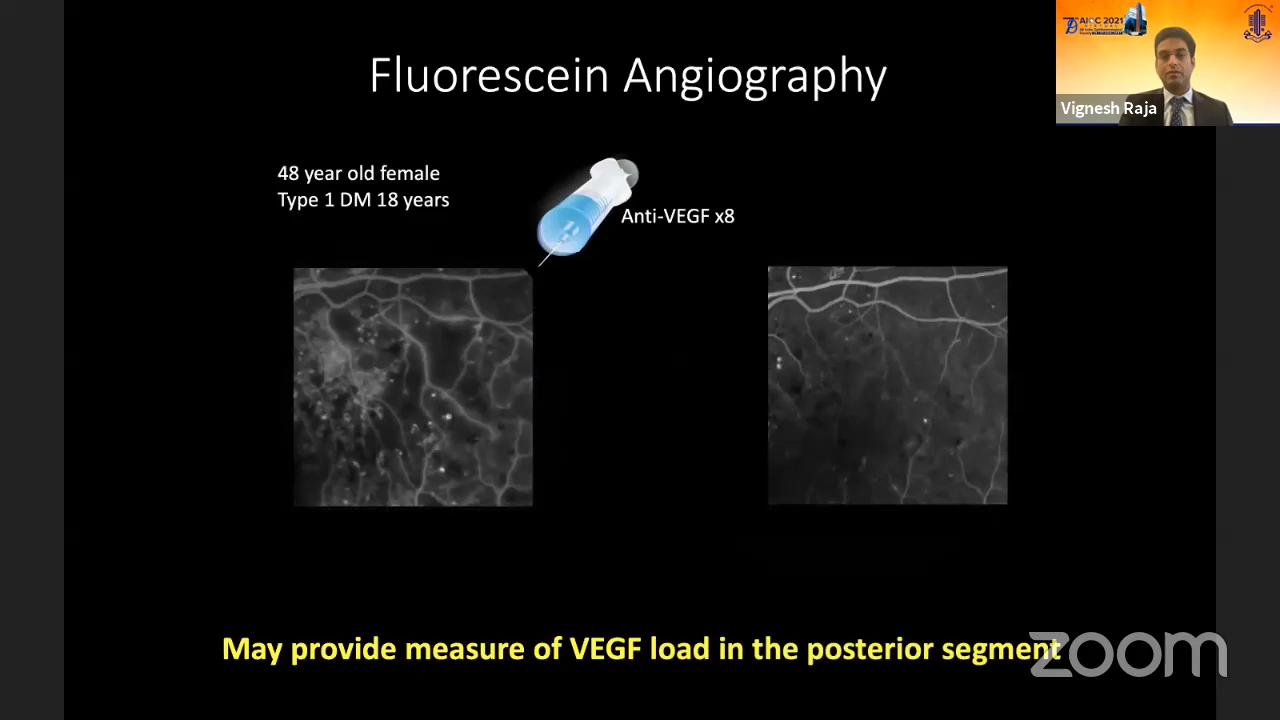 Fluorescein Angiography
AIOC 2021
Vignesh Raja
48 year old female
Type 1 DM 18 years
Anti-VEGF x8
May provide measure of VEGF load in the posterior segment
zoom